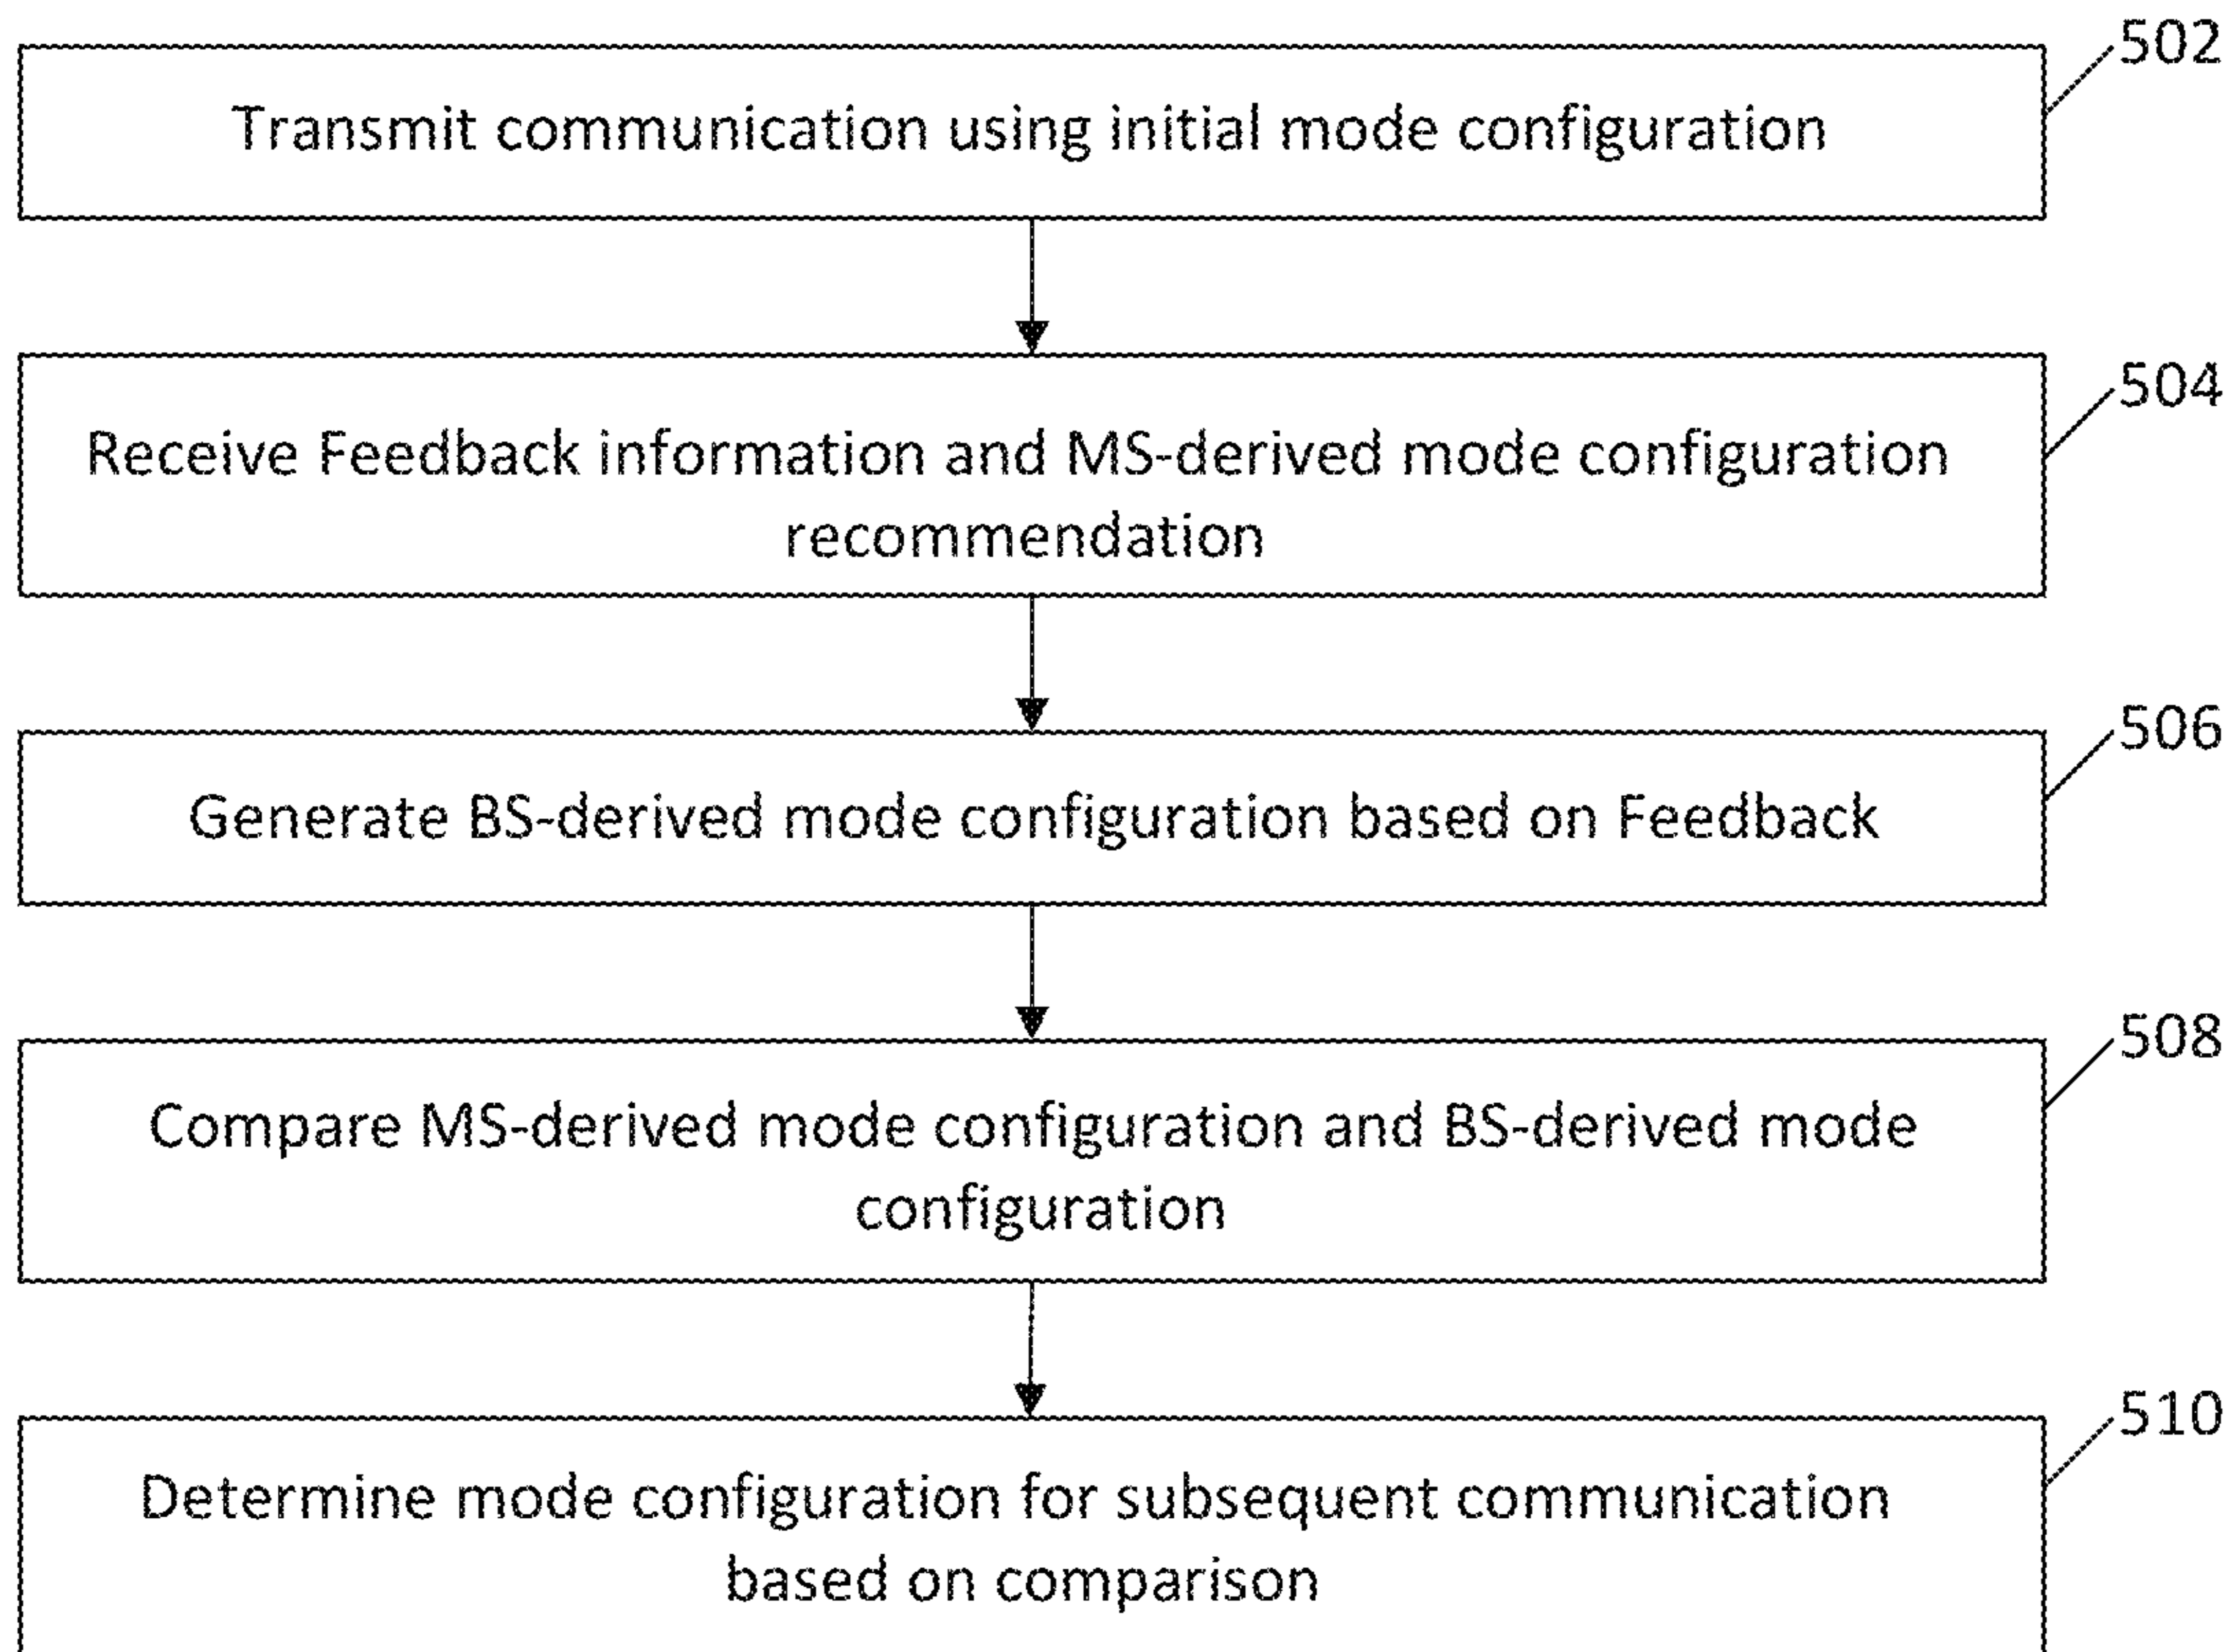 502
Transmit communication using initial mode configuration
504
Receive Feedback information and MS-derived mode configuration
recommendation
506
Generate BS-derived mode configuration based on Feedback
508
Compare MS-derived mode configuration and BS-derived mode
configuration
510
Determine mode configuration for subsequent communication
based on comparison